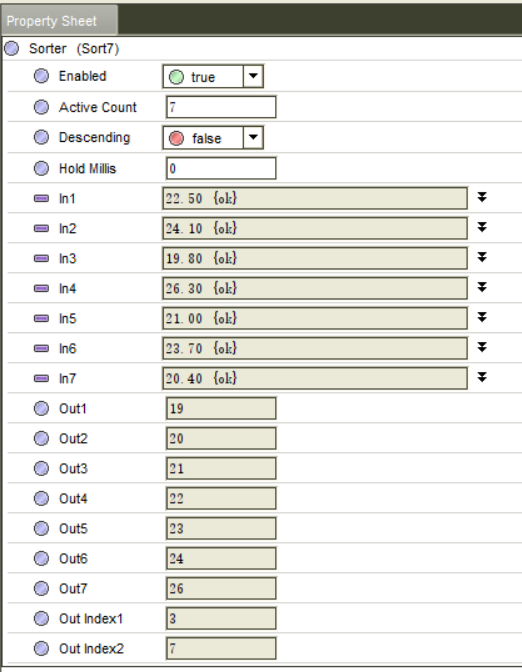 Property Sheet
Sorter (Sort7)
Enabled true
Active Count 7
Descending false
Hold Millis 0
In1 22.50 {ok}
In2 24.10 {ok}
In3 19.80 {ok}
In4 26.30 {ok}
In5 21.00 {ok}
In6 23.70 {ok}
In7 20.40 {ok}
Out1 19
Out2 20
Out3 21
Out4 22
Out5 23
Out6 24
Out7 26
Out Index1 3
Out Index2 7